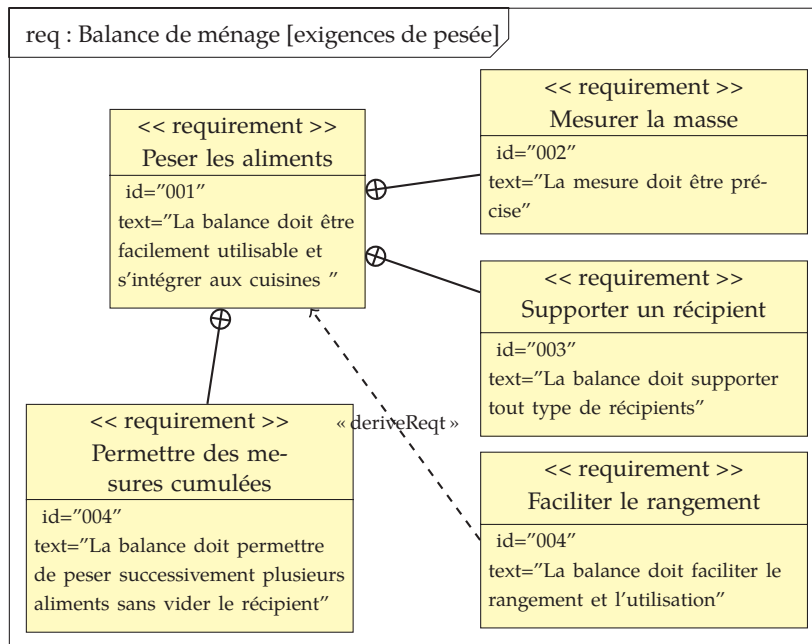 req : Balance de ménage [exigences de pesée]
<< requirement >>
Peser les aliments
id=”001”
text=”La balance doit être
facilement utilisable et
s’intégrer aux cuisines ”
<< requirement >>
Mesurer la masse
id=”002”
text=”La mesure doit être pré-
cise”
<< requirement >>
Supporter un récipient
id=”003”
text=”La balance doit supporter
tout type de récipients”
« deriveReqt »
<< requirement >>
Permettre des me-
sures cumulées
id=”004”
text=”La balance doit permettre
de peser successivement plusieurs
aliments sans vider le récipient”
<< requirement >>
Faciliter le rangement
id=”004”
text=”La balance doit faciliter le
rangement et l’utilisation”